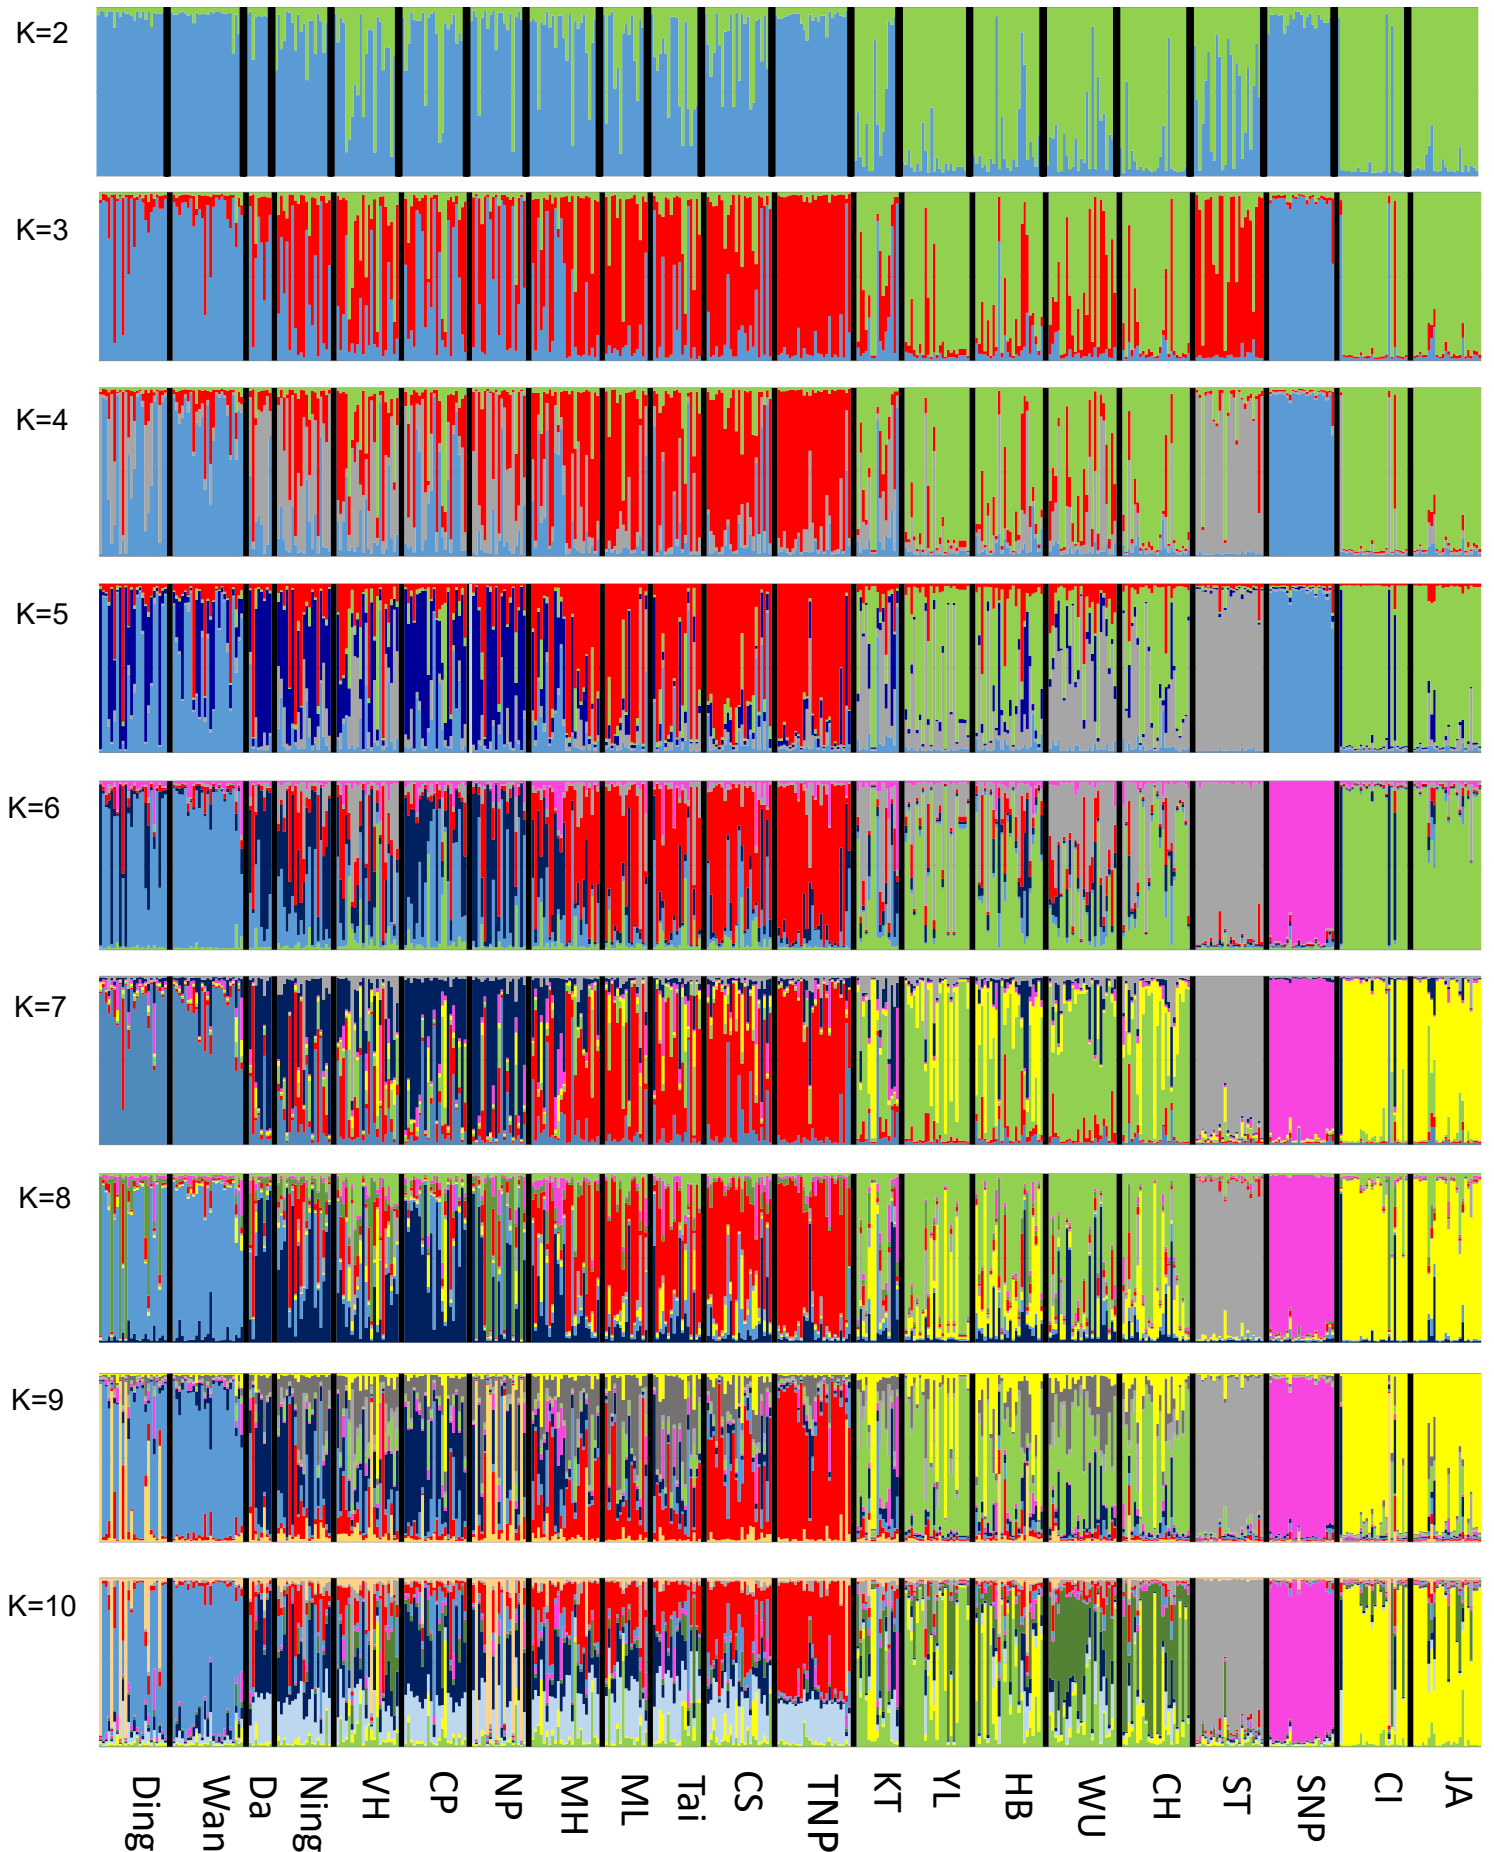 K=2
K=3
K=4
K=5
K=6
K=7
K=8
K=9
K=10
Ding
Wan
Da
Ning
VH
CP
NP
MH
ML
Tai
CS
TNP
KT
YL
HB
WU
CH
ST
SNP
CI
JA